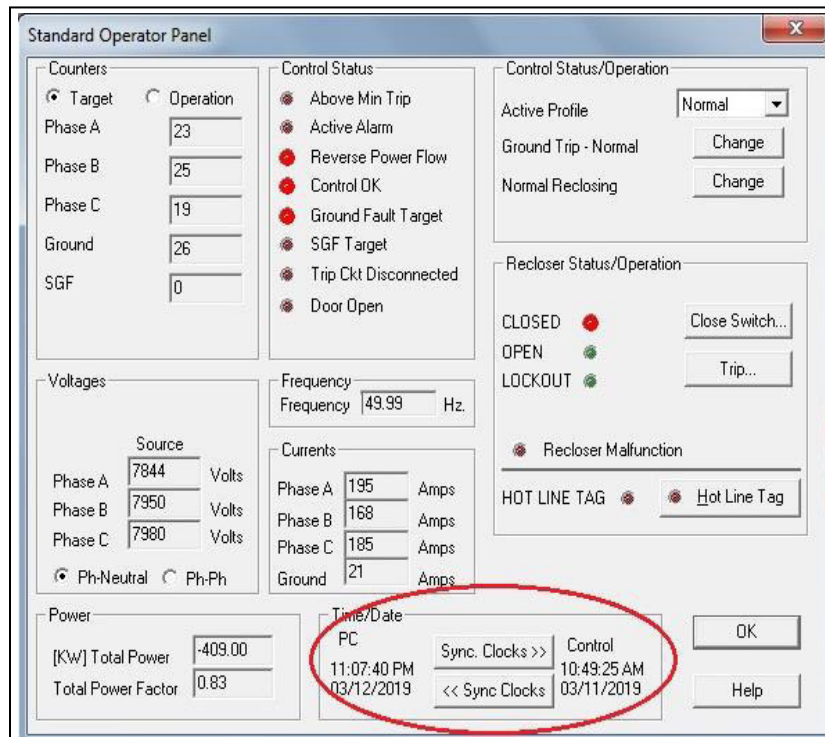 Standard Operator Panel
Counters
Target Operation
Phase A 23
Phase B 25
Phase C 19
Ground 26
SGF 0
Control Status
Above Min Trip
Active Alarm
Reverse Power Flow
Control OK
Ground Fault Target
SGF Target
Trip Ckt Disconnected
Door Open
Control Status/Operation
Active Profile Normal
Ground Trip - Normal Change
Normal Reclosing Change
Recloser Status/Operation
CLOSED Close Switch...
OPEN
LOCKOUT Trip...
Recloser Malfunction
HOT LINE TAG Hot Line Tag
Voltages
Source
Phase A 7844 Volts
Phase B 7950 Volts
Phase C 7980 Volts
Ph-Neutral Ph-Ph
Frequency
Frequency 49.99 Hz.
Currents
Phase A 195 Amps
Phase B 168 Amps
Phase C 185 Amps
Ground 21 Amps
Power
[KW] Total Power -409.00
Total Power Factor 0.83
Time/Date
PC
11:07:40 PM
03/12/2019
Sync. Clocks >>
<< Sync Clocks
Control
10:49:25 AM
03/11/2019
OK
Help